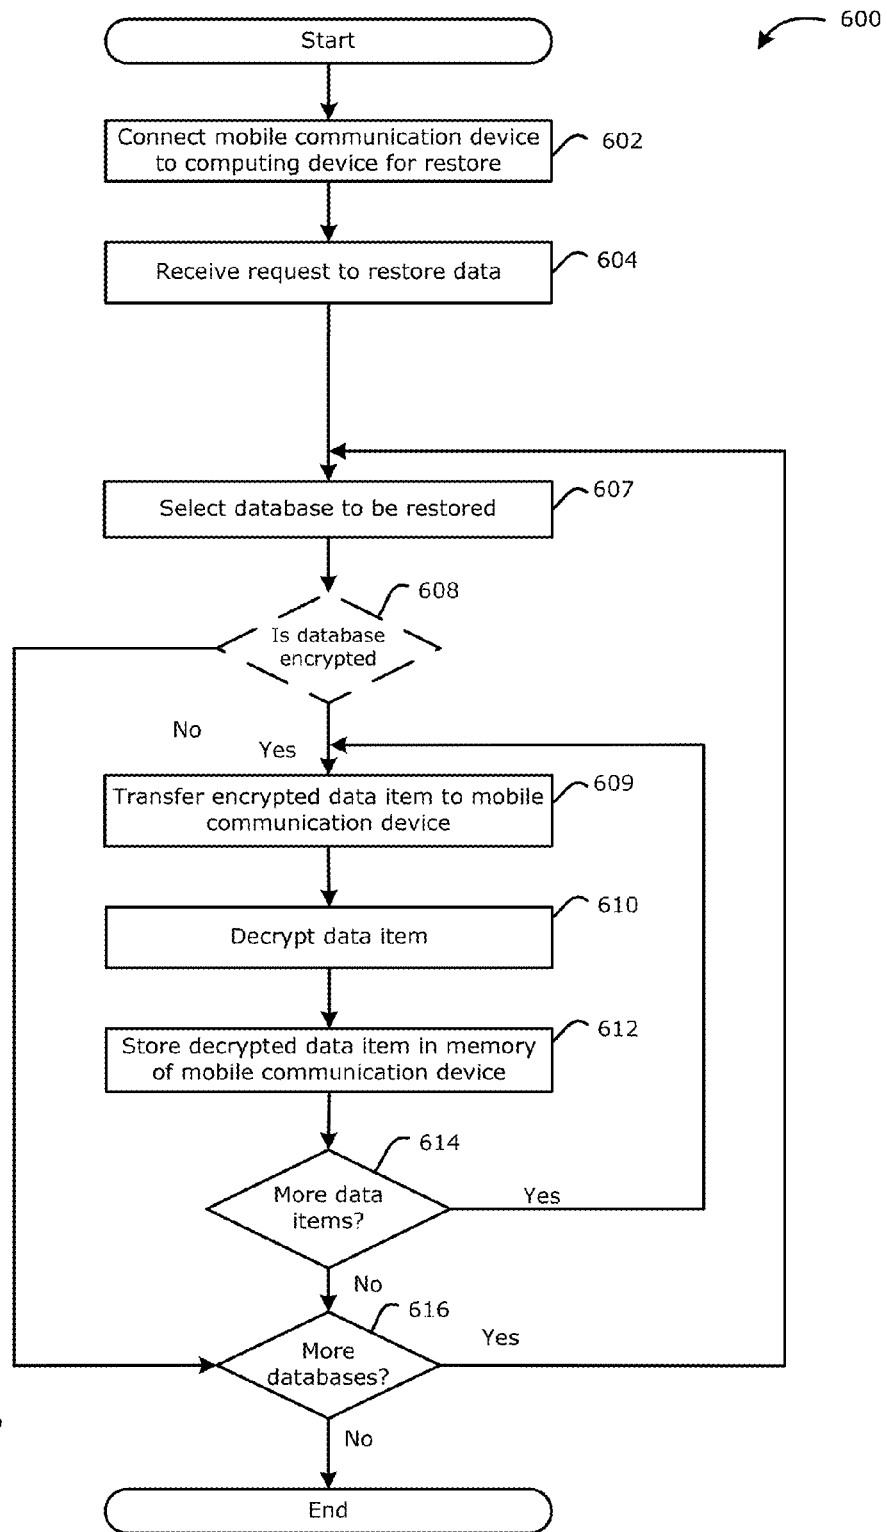 600
Start
Connect mobile communication device
to computing device for restore
602
Receive request to restore data
604
Select database to be restored
607
608
Is database
encrypted
No
Yes
Transfer encrypted data item to mobile
communication device
609
Decrypt data item
610
Store decrypted data item in memory
of mobile communication device
612
614
More data
items?
Yes
No
616
More
databases?
Yes
No
End